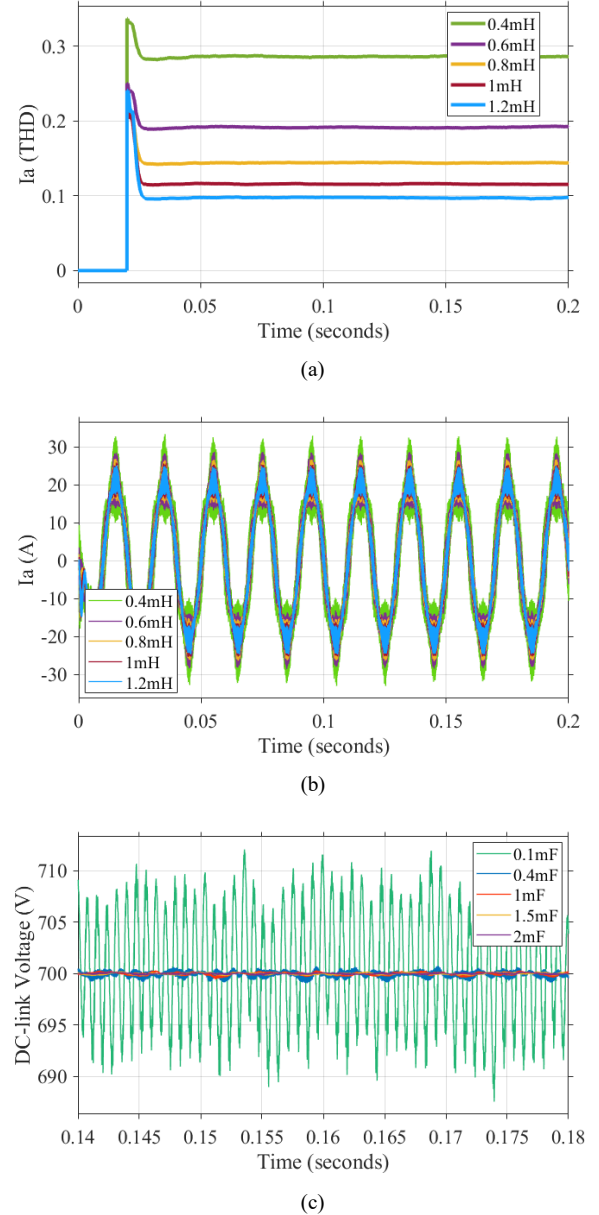 Ia (THD)
0.3
0.2
0.1
0
0.4mH
0.6mH
0.8mH
1mH
1.2mH
0 0.05 0.1 0.15 0.2
Time (seconds)
(a)
Ia (A)
30
20
10
0
-10
-20
-30
0.4mH
0.6mH
0.8mH
1mH
1.2mH
0 0.05 0.1 0.15 0.2
Time (seconds)
(b)
DC-link Voltage (V)
710
705
700
695
690
0.1mF
0.4mF
1mF
1.5mF
2mF
0.14 0.145 0.15 0.155 0.16 0.165 0.17 0.175 0.18
Time (seconds)
(c)